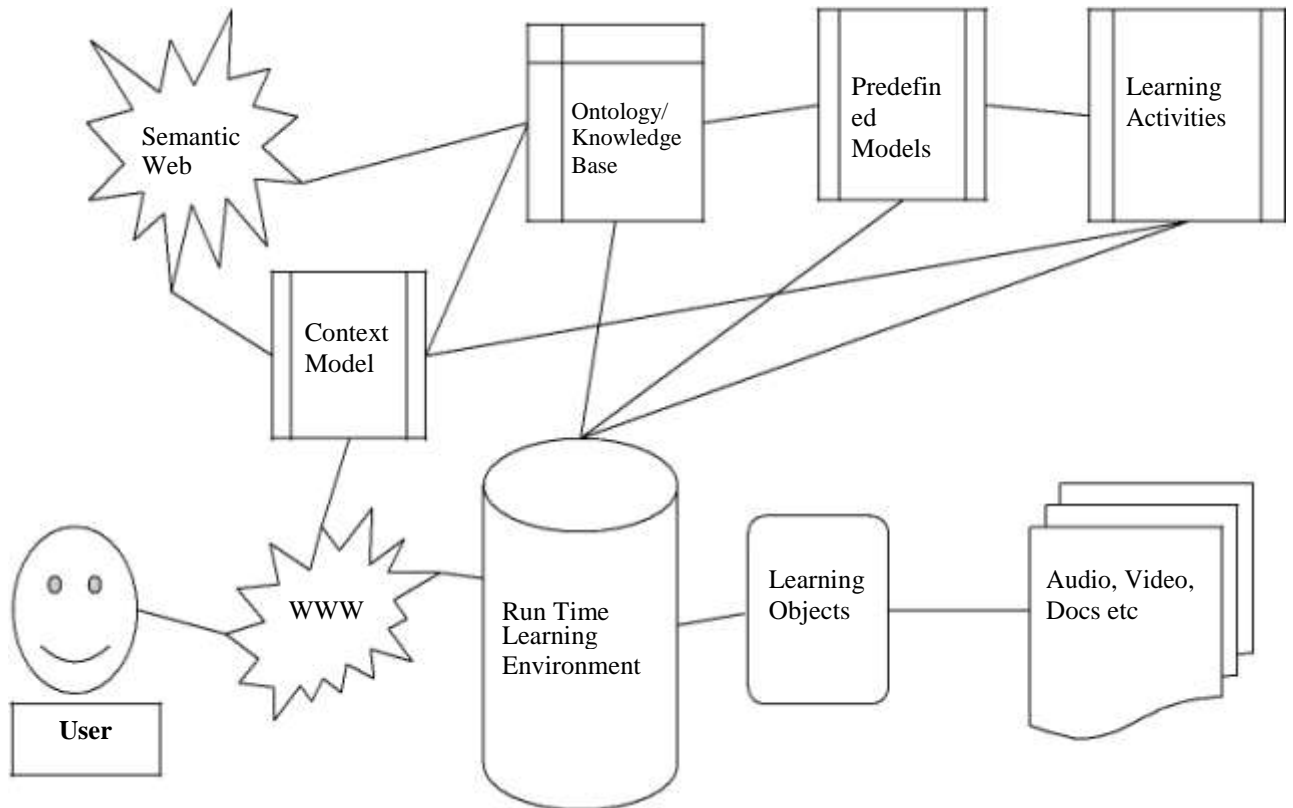 Semantic
Web
Ontology/
Knowledge
Base
Predefin
ed
Models
Learning
Activities
Context
Model
WWW
Run Time
Learning
Environment
Learning
Objects
Audio, Video,
Docs etc
User